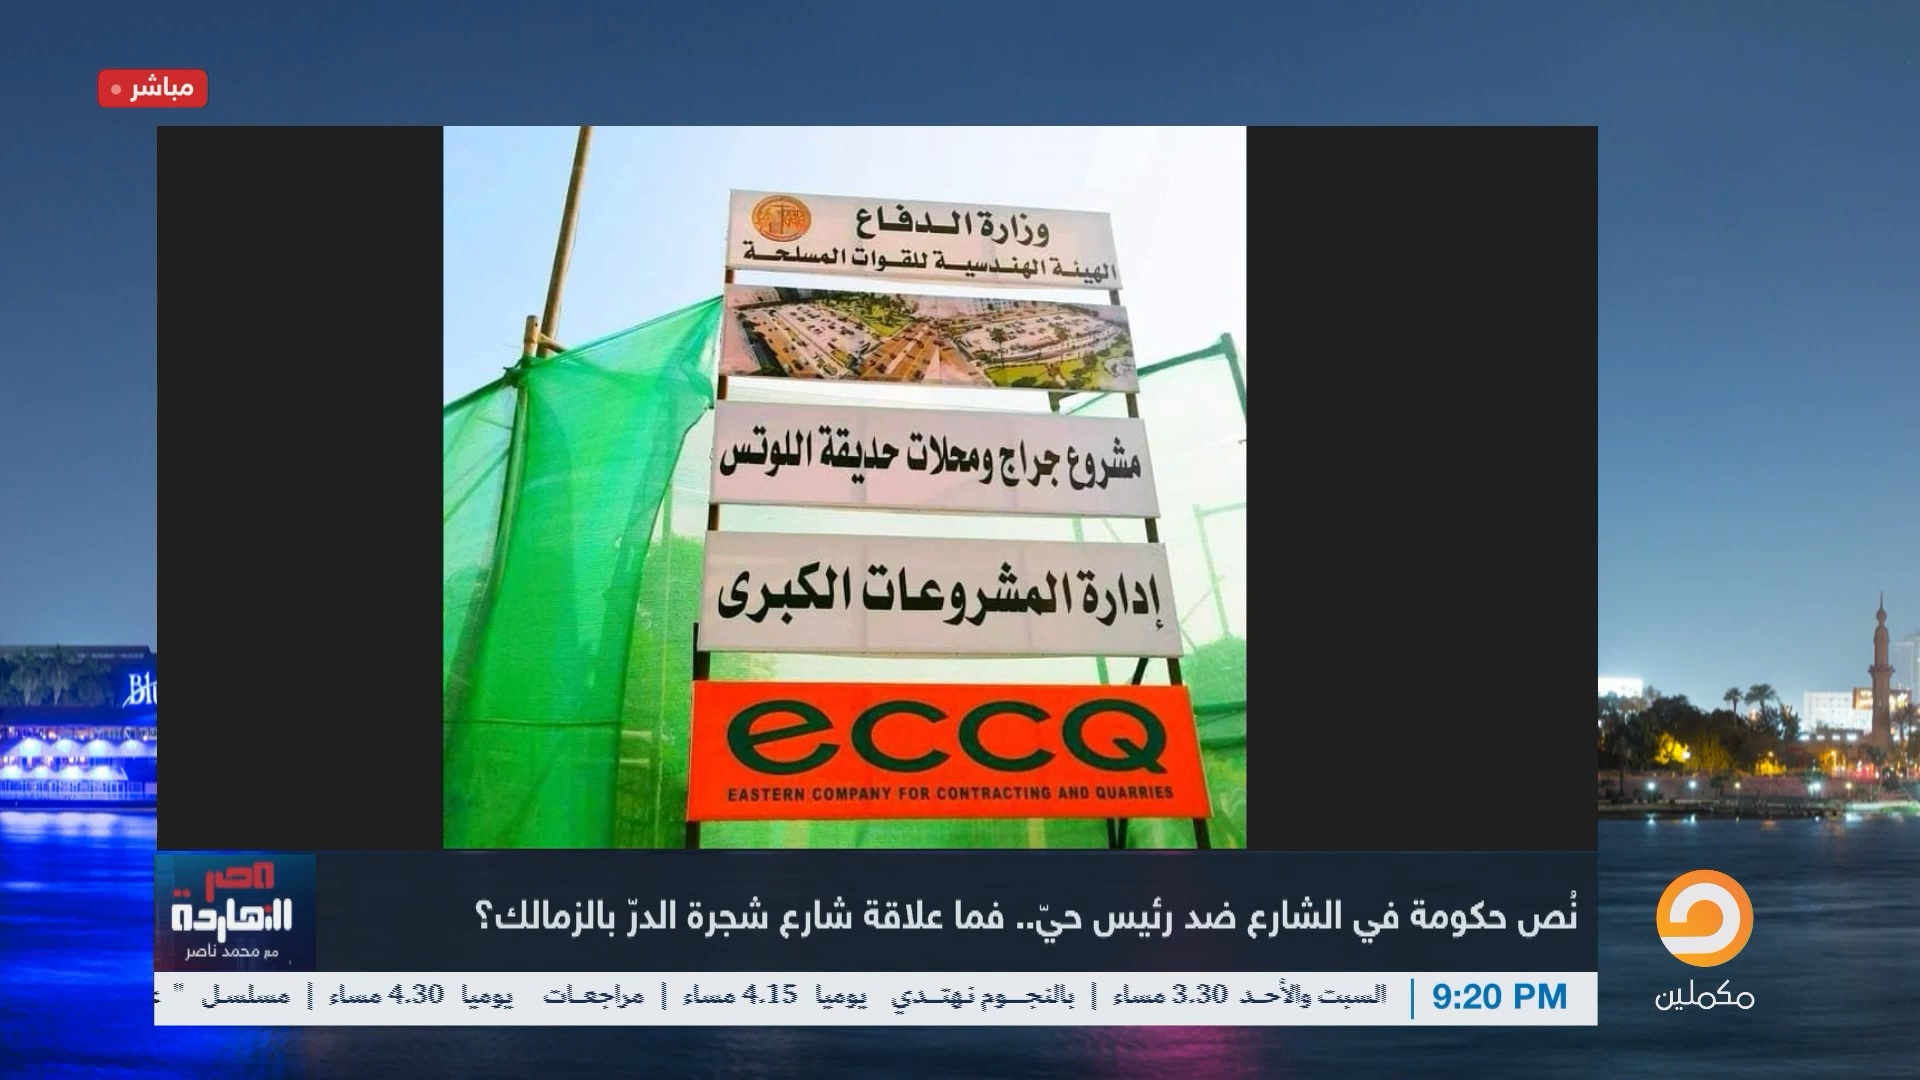 مباشر
وزارة الدفاع
الهيئة الهندسية للقوات المسلحة
مشروع جراج ومحلات حديقة اللوتس
إدارة المشروعات الكبرى
eccQ
EASTERN COMPANY FOR CONTRACTING AND QUARRIES
مصر
النهاردة
مع محمد ناصر
نُص حكومة في الشارع ضد رئيس حيّ.. فما علاقة شارع شجرة الدرّ بالزمالك؟
9:20 PM
السبت والأحد 3.30 مساء | بالنجوم نهتدي يوميا 4.15 مساء | مراجعات يوميا 4.30 مساء | مسلسل "
مكملين